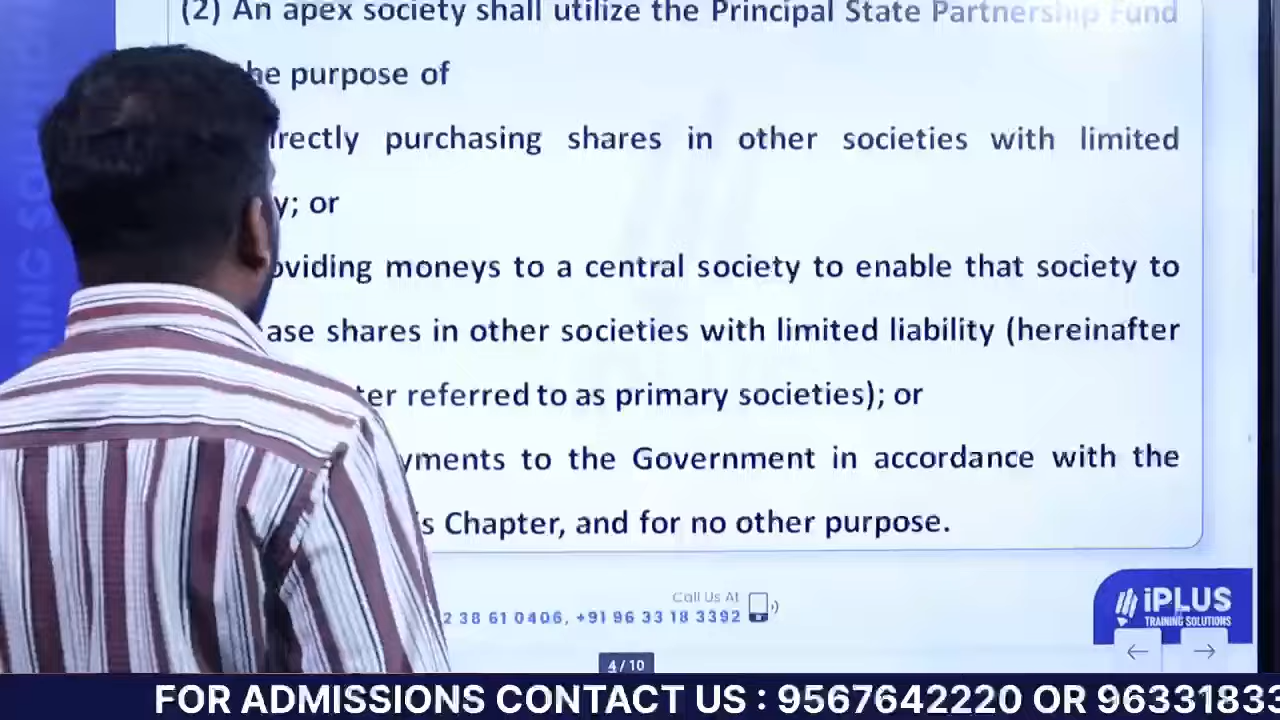 (2) An apex society shall utilize the Principal State Partnership Fund
he purpose of
irectly purchasing shares in other societies with limited
y; or
oviding moneys to a central society to enable that society to
ase shares in other societies with limited liability (hereinafter
ter referred to as primary societies); or
yments to the Government in accordance with the
s Chapter, and for no other purpose.
Call Us At
2 38 61 0406, +91 96 33 18 3392
iPLUS
TRAINING SOLUTIONS
4 / 10
FOR ADMISSIONS CONTACT US : 9567642220 OR 96331833